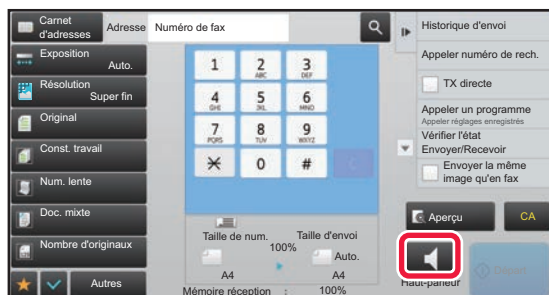 Carnet
d'adresses
Adresse
Numéro de fax
Exposition
Auto.
Résolution
Super fin
Original
Const. travail
Num. lente
Doc. mixte
Nombre d'originaux
Autres
1
2
ABC
3
DEF
4
GHI
5
JKL
6
MNO
7
PQRS
8
TUV
9
WXYZ
0
#
Taille de num.
Taille d'envoi
100%
Auto.
A4
A4
Mémoire réception : 100%
Historique d'envoi
Appeler numéro de rech.
TX directe
Appeler un programme
Appeler réglages enregistrés
Vérifier l'état
Envoyer/Recevoir
Envoyer la même
image qu'en fax
Aperçu
CA
Haut-parleur
Départ